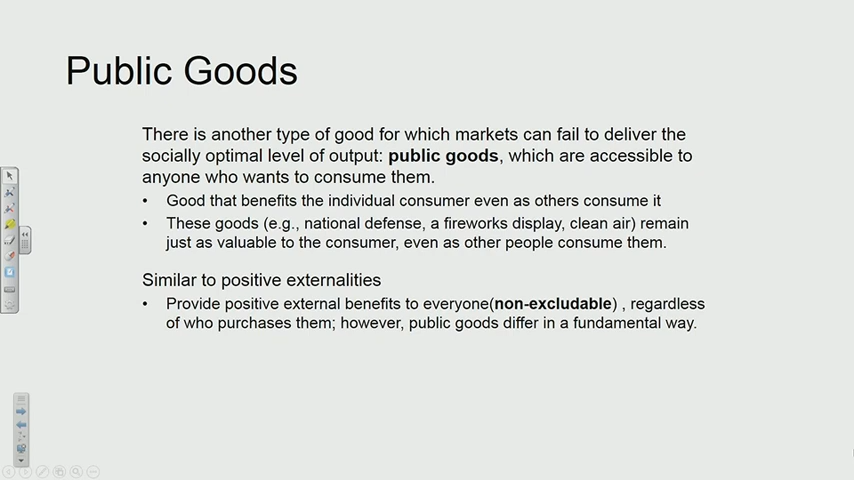 Public Goods
There is another type of good for which markets can fail to deliver the
socially optimal level of output: public goods, which are accessible to
anyone who wants to consume them.
• Good that benefits the individual consumer even as others consume it
• These goods (e.g., national defense, a fireworks display, clean air) remain
just as valuable to the consumer, even as other people consume them.
Similar to positive externalities
• Provide positive external benefits to everyone(non-excludable) , regardless
of who purchases them; however, public goods differ in a fundamental way.